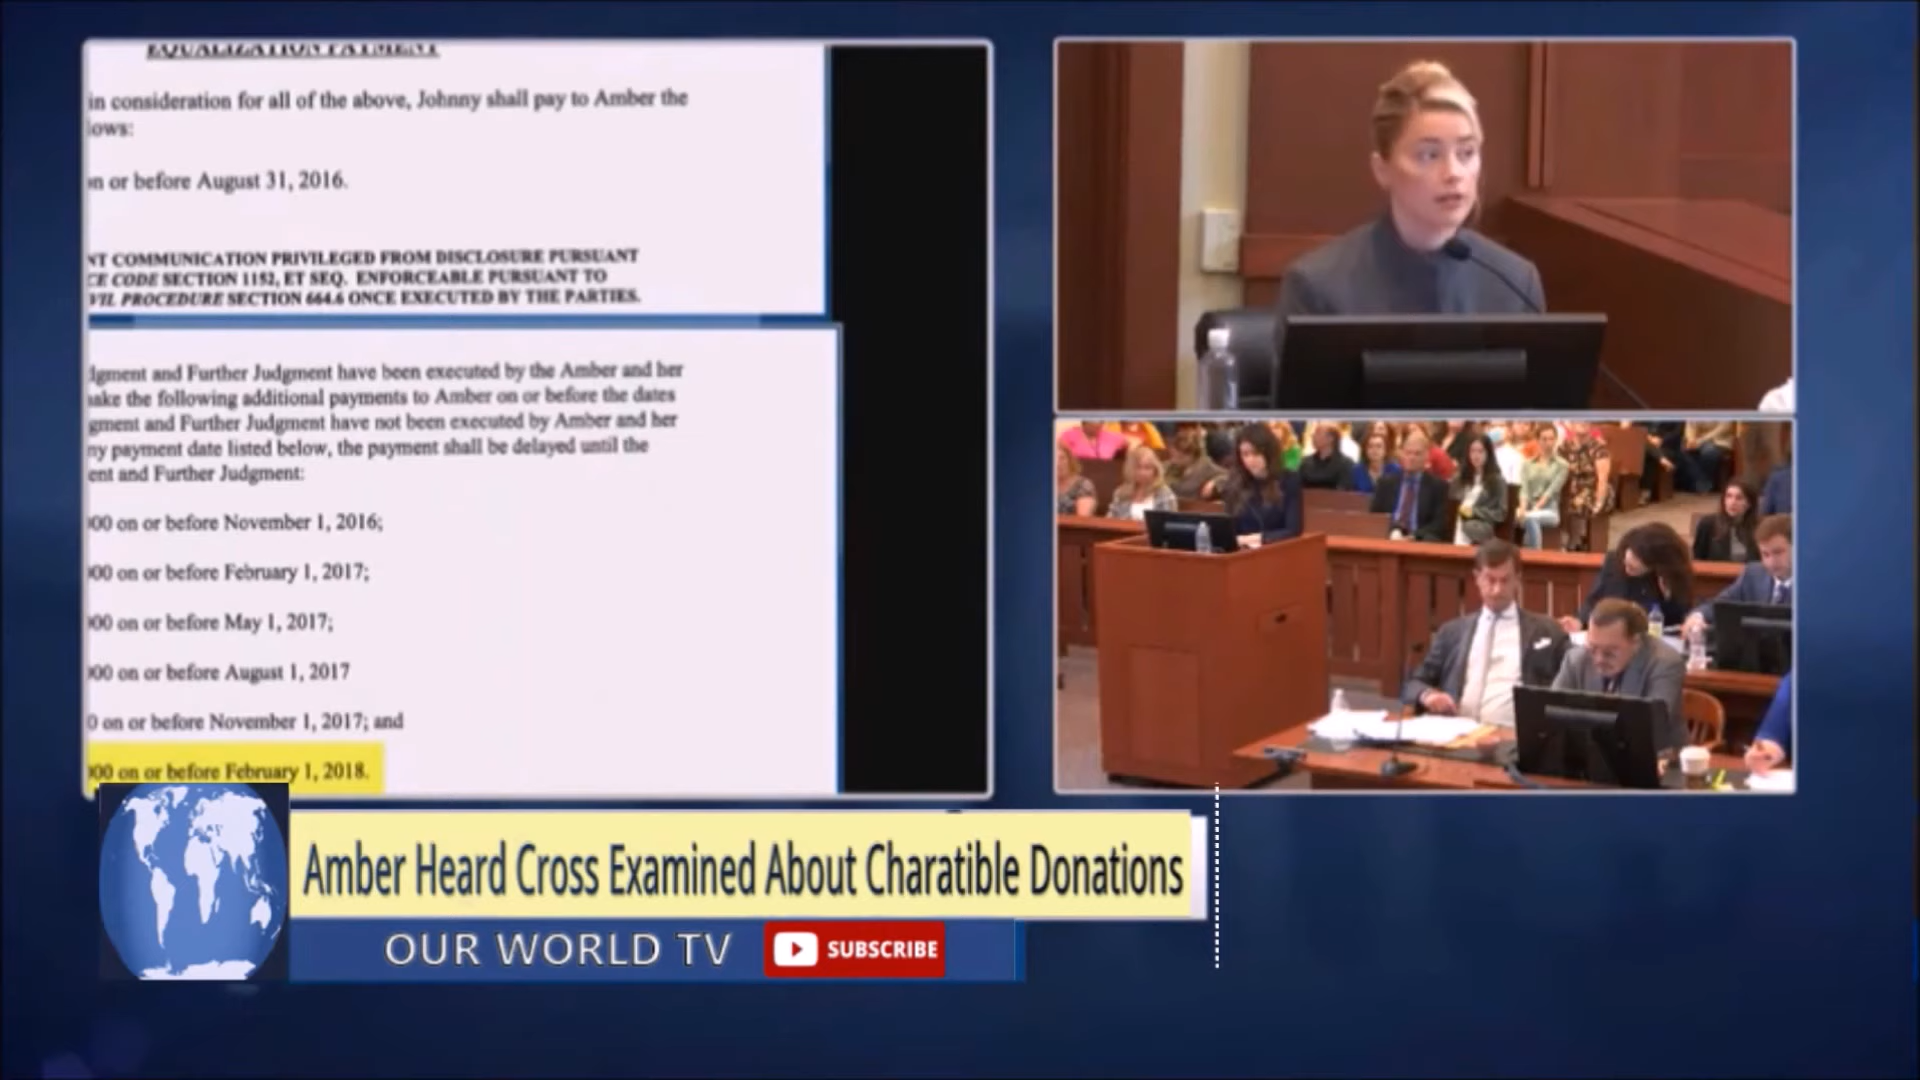 EQUALIZATION PAYMENT
in consideration for all of the above, Johnny shall pay to Amber the
lows:
on or before August 31, 2016.
NT COMMUNICATION PRIVILEGED FROM DISCLOSURE PURSUANT
CE CODE SECTION 1152, ET SEQ. ENFORCEABLE PURSUANT TO
VIL PROCEDURE SECTION 664.6 ONCE EXECUTED BY THE PARTIES.
dgment and Further Judgment have been executed by the Amber and her
make the following additional payments to Amber on or before the dates
gment and Further Judgment have not been executed by Amber and her
ny payment date listed below, the payment shall be delayed until the
ent and Further Judgment:
00 on or before November 1, 2016;
00 on or before February 1, 2017;
00 on or before May 1, 2017;
00 on or before August 1, 2017
0 on or before November 1, 2017; and
00 on or before February 1, 2018.
Amber Heard Cross Examined About Charatible Donations
OUR WORLD TV SUBSCRIBE